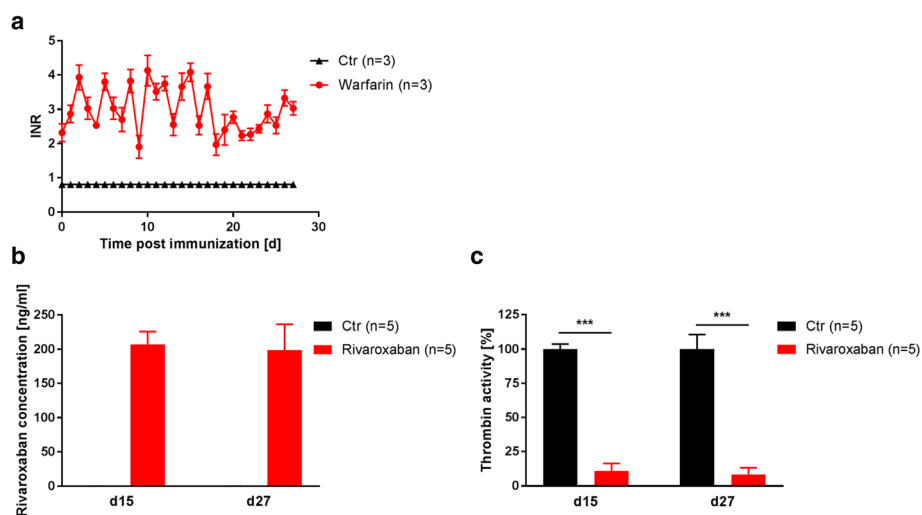 a
5
4
3
2
1
0
INR
0
10
20
30
Time post immunization [d]
Ctr (n=3)
Warfarin (n=3)
b
250
200
150
100
50
0
Rivaroxaban concentration [ng/ml]
d15
d27
Ctr (n=5)
Rivaroxaban (n=5)
c
125
100
75
50
25
0
Thrombin activity [%]
***
***
d15
d27
Ctr (n=5)
Rivaroxaban (n=5)